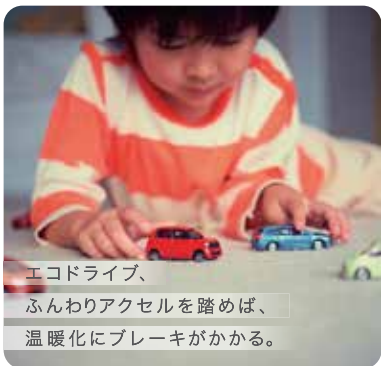 エコドライブ、
ふんわりアクセルを踏めば、
温暖化にブレーキがかかる。